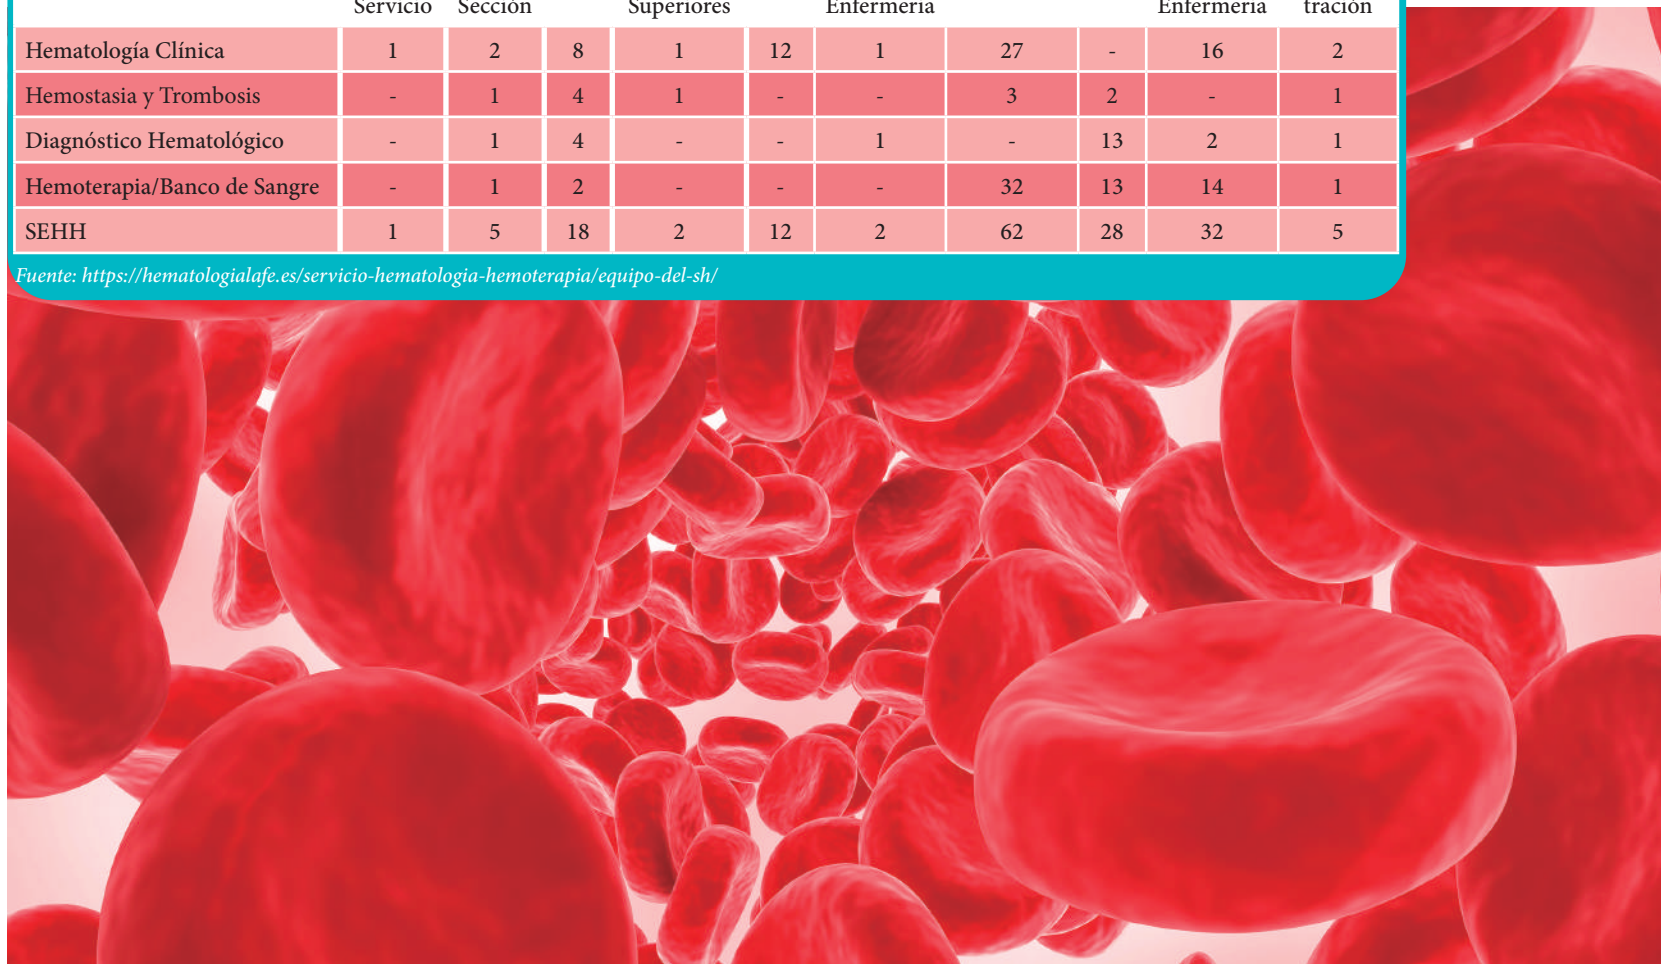 Servicio Sección Superiores Enfermería Enfermería tración
Hematología Clínica 1 2 8 1 12 1 27 - 16 2
Hemostasia y Trombosis - 1 4 1 - - 3 2 - 1
Diagnóstico Hematológico - 1 4 - - 1 - 13 2 1
Hemoterapia/Banco de Sangre - 1 2 - - - 32 13 14 1
SEHH 1 5 18 2 12 2 62 28 32 5
Fuente: https://hematologialafe.es/servicio-hematologia-hemoterapia/equipo-del-sh/